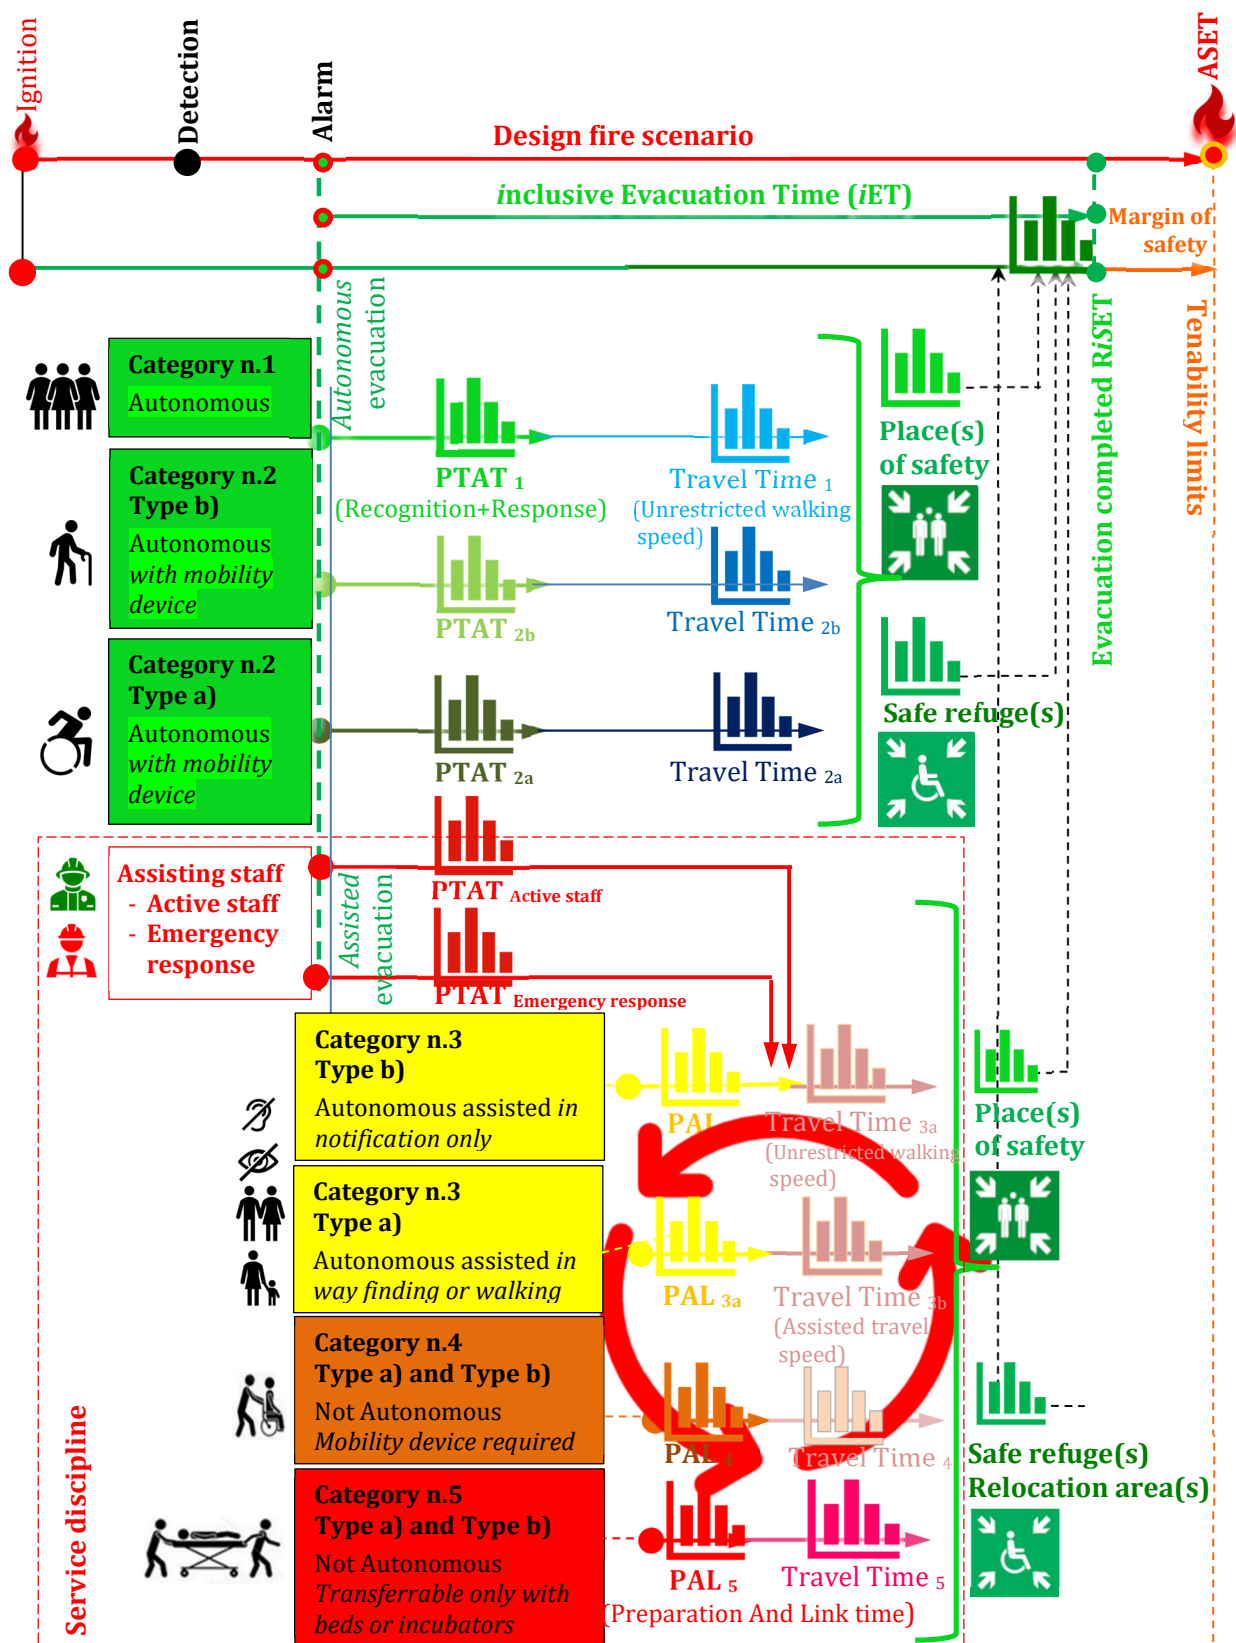 Ignition
Detection
Alarm
ASET
Design fire scenario
inclusive Evacuation Time (iET)
Margin of
safety
Autonomous
evacuation
Evacuation completed RiSET
Tenability limits
Category n.1
Autonomous
PTAT 1
(Recognition+Response)
Travel Time 1
(Unrestricted walking
speed)
Place(s)
of safety
Category n.2
Type b)
Autonomous
with mobility
device
PTAT 2b
Travel Time 2b
Category n.2
Type a)
Autonomous
with mobility
device
PTAT 2a
Travel Time 2a
Safe refuge(s)
Assisting staff
- Active staff
- Emergency
response
Assisted
evacuation
PTAT Active staff
PTAT Emergency response
Service discipline
Category n.3
Type b)
Autonomous assisted in
notification only
PAL
Travel Time 3a
(Unrestricted walking
speed)
Place(s)
of safety
Category n.3
Type a)
Autonomous assisted in
way finding or walking
PAL 3a
Travel Time 3b
(Assisted travel
speed)
Category n.4
Type a) and Type b)
Not Autonomous
Mobility device required
PAL 4
Travel Time 4
Safe refuge(s)
Relocation area(s)
Category n.5
Type a) and Type b)
Not Autonomous
Transferrable only with
beds or incubators
PAL 5
Travel Time 5
(Preparation And Link time)